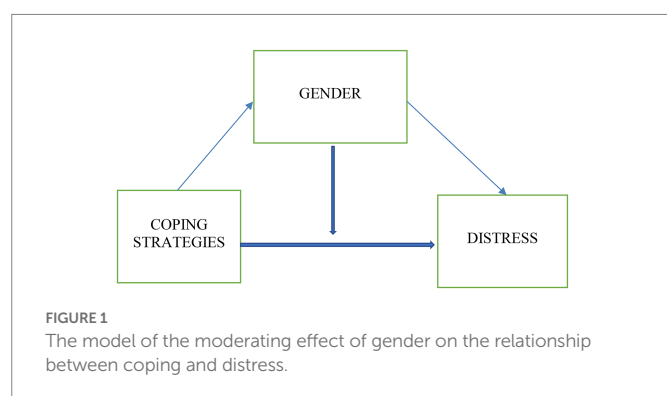 GENDER
COPING
STRATEGIES
DISTRESS
FIGURE 1
The model of the moderating effect of gender on the relationship
between coping and distress.